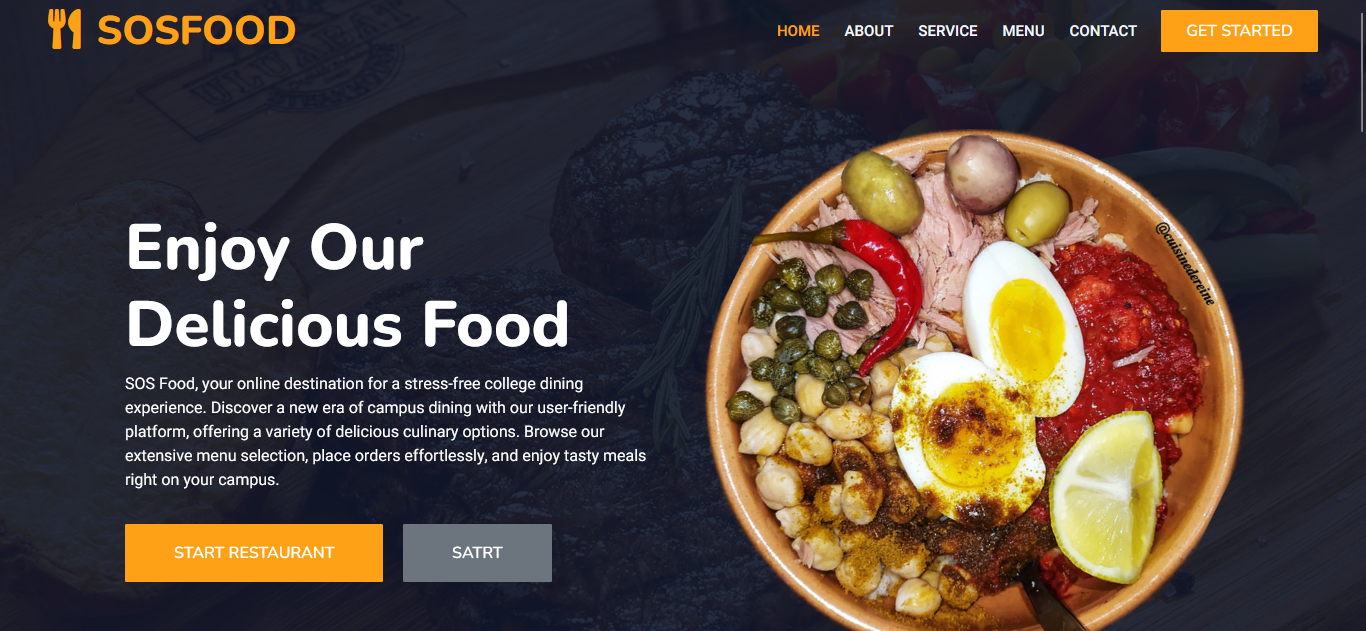 SOSFOOD
HOME ABOUT SERVICE MENU CONTACT GET STARTED
@cuisinedereine
Enjoy Our
Delicious Food
SOS Food, your online destination for a stress-free college dining
experience. Discover a new era of campus dining with our user-friendly
platform, offering a variety of delicious culinary options. Browse our
extensive menu selection, place orders effortlessly, and enjoy tasty meals
right on your campus.
START RESTAURANT SATRT